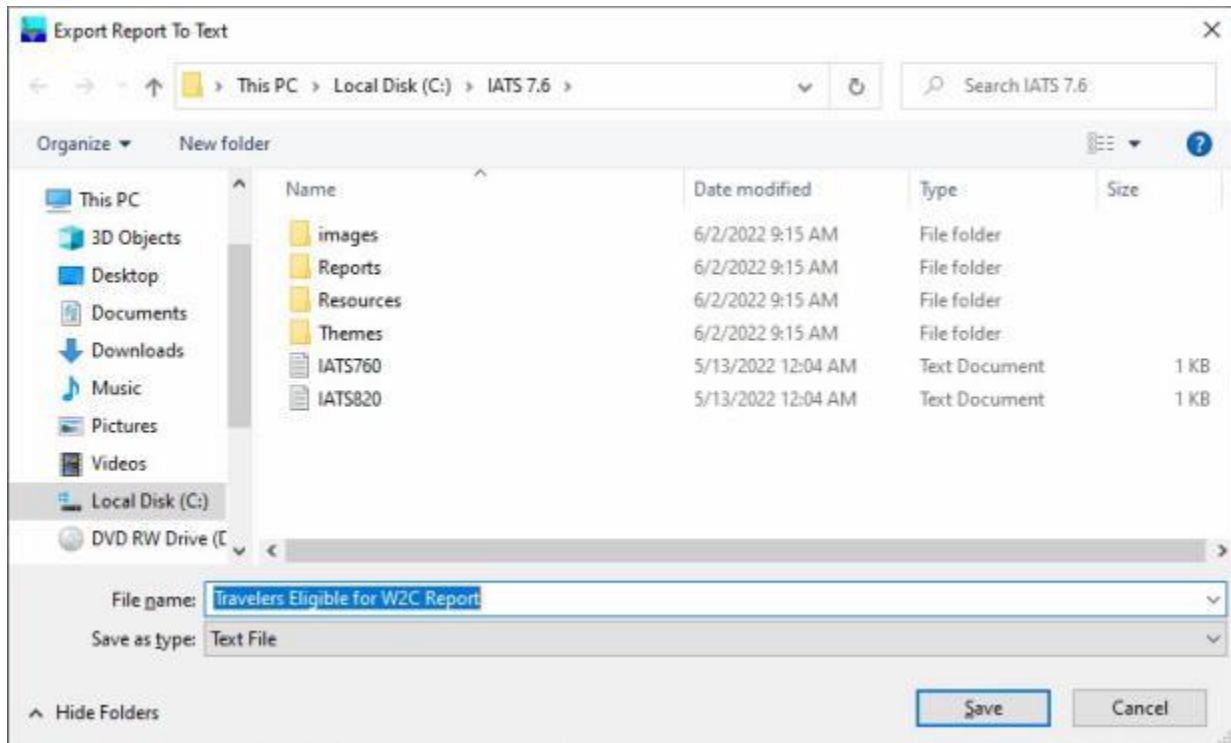 Export Report To Text
This PC > Local Disk (C:) > IATS 7.6 >
Search IATS 7.6
Organize
New folder
Name Date modified Type Size
This PC
3D Objects
Desktop
Documents
Downloads
Music
Pictures
Videos
Local Disk (C:)
DVD RW Drive (D
images 6/2/2022 9:15 AM File folder
Reports 6/2/2022 9:15 AM File folder
Resources 6/2/2022 9:15 AM File folder
Themes 6/2/2022 9:15 AM File folder
IATS760 5/13/2022 12:04 AM Text Document 1 KB
IATS820 5/13/2022 12:04 AM Text Document 1 KB
File name: Travelers Eligible for W2C Report
Save as type: Text File
Hide Folders
Save
Cancel